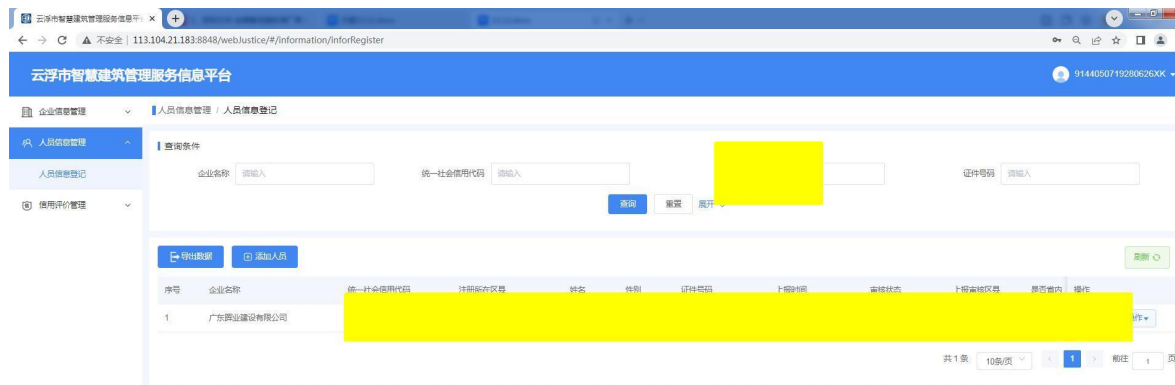 云浮市智慧建筑管理服务信息平
不安全 | 113.104.21.183:8848/webJustice/#/information/inforRegister
云浮市智慧建筑管理服务信息平台
9144050719280626XK
企业信息管理
人员信息管理
人员信息登记
信用评价管理
人员信息管理 / 人员信息登记
查询条件
企业名称 请输入 统一社会信用代码 请输入 证件号码 请输入
查询 重置 展开
导出数据 添加人员 刷新
序号 企业名称 统一社会信用代码 注册所在区县 姓名 性别 证件号码 上报时间 审核状态 上报审核区县 是否省内 操作
1 广东晖业建设有限公司 作
共 1 条 10条/页 1 前往 1 页